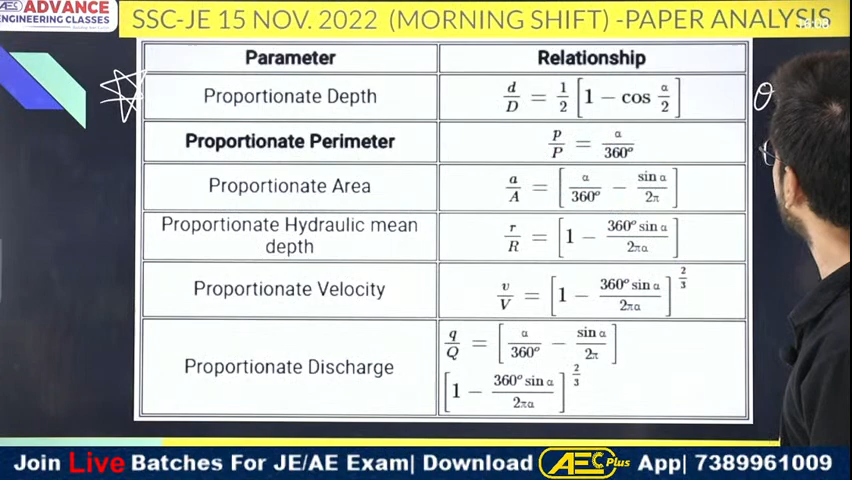 AEC ADVANCE
ENGINEERING CLASSES
SSC-JE 15 NOV. 2022 (MORNING SHIFT) -PAPER ANALYSIS
Parameter Relationship
Proportionate Depth d/D = 1/2 [1 − cos α/2]
θ
Proportionate Perimeter p/P = α/360°
Proportionate Area a/A = [α/360° − sin α/2π]
Proportionate Hydraulic mean
depth r/R = [1 − 360° sin α/2πα]
Proportionate Velocity v/V = [1 − 360° sin α/2πα]^2/3
Proportionate Discharge q/Q = [α/360° − sin α/2π]
[1 − 360° sin α/2πα]^2/3
Join Live Batches For JE/AE Exam| Download AEC Plus App| 7389961009